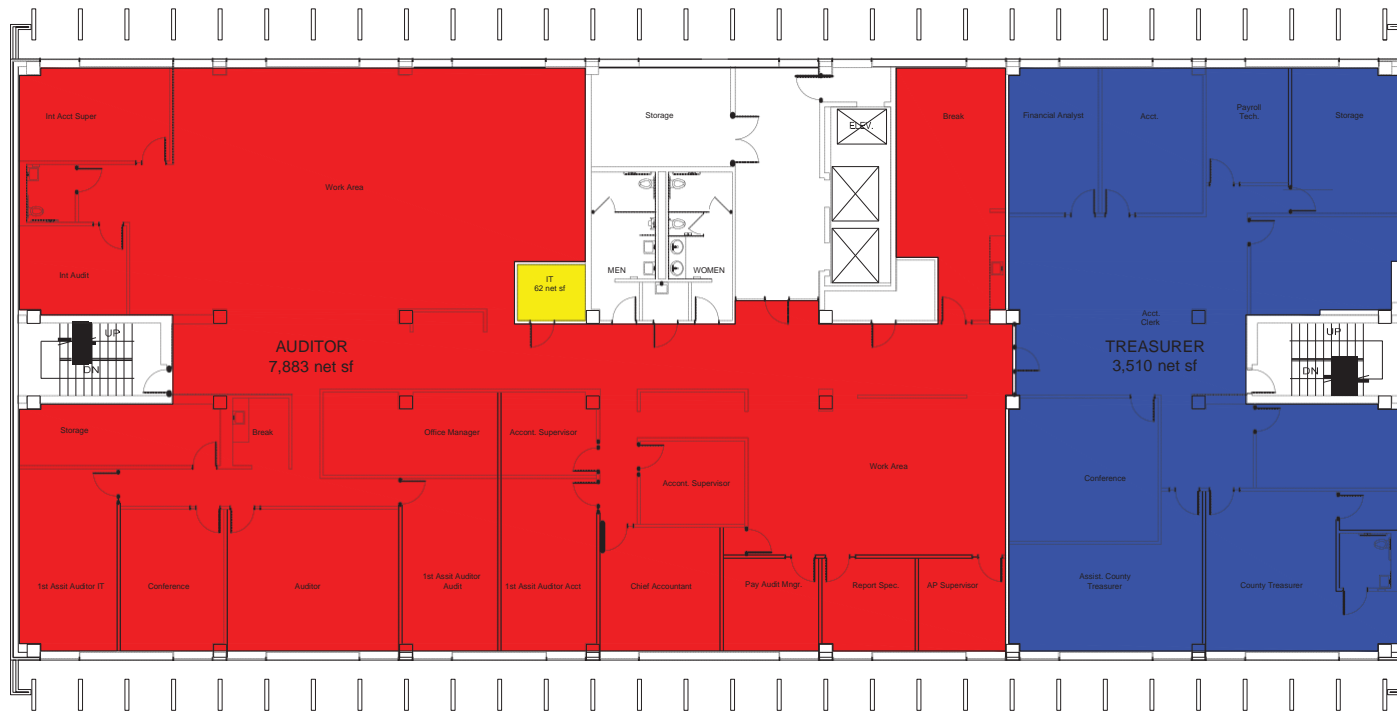 Int Acct Super
Work Area
Storage
ELEV.
Break
Financial Analyst
Acct.
Payroll
Tech.
Storage
Int Audit
IT
62 net sf
MEN
WOMEN
UP
DN
AUDITOR
7,883 net sf
Acct.
Clerk
TREASURER
3,510 net sf
UP
DN
Storage
Break
Office Manager
Accont. Supervisor
Accont. Supervisor
Work Area
Conference
1st Assit Auditor IT
Conference
Auditor
1st Assit Auditor
Audit
1st Assit Auditor Acct
Chief Accountant
Pay Audit Mngr.
Report Spec.
AP Supervisor
Assist. County
Treasurer
County Treasurer